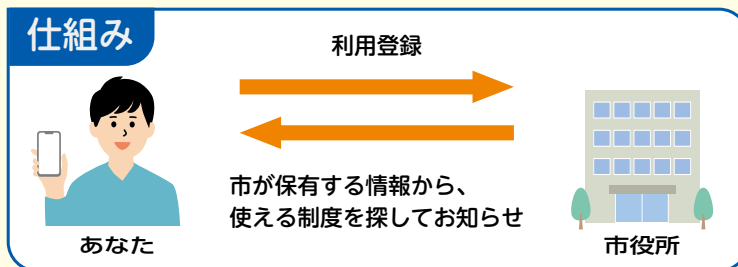 仕組み
利用登録
市が保有する情報から、
使える制度を探してお知らせ
あなた
市役所